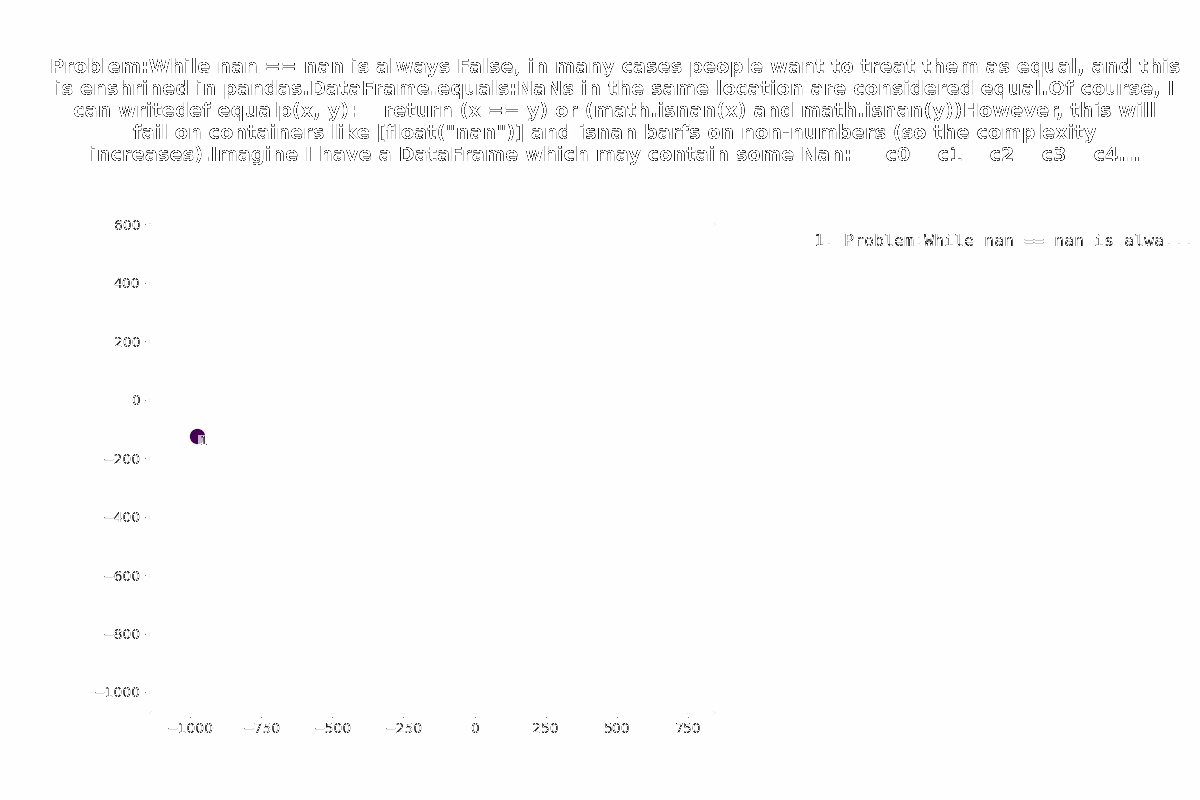 Problem:While nan == nan is always False, in many cases people want to treat them as equal, and this
is enshrined in pandas.DataFrame.equals:NaNs in the same location are considered equal.Of course, I
can writedef equalp(x, y):    return (x == y) or (math.isnan(x) and math.isnan(y))However, this will
fail on containers like [float("nan")] and isnan barfs on non-numbers (so the complexity
increases).Imagine I have a DataFrame which may contain some Nan:     c0    c1    c2    c3    c4...
600
1. Problem:While nan == nan is alwa...
400
200
0
−200
−400
−600
−800
−1000
−1000 −750 −500 −250 0 250 500 750